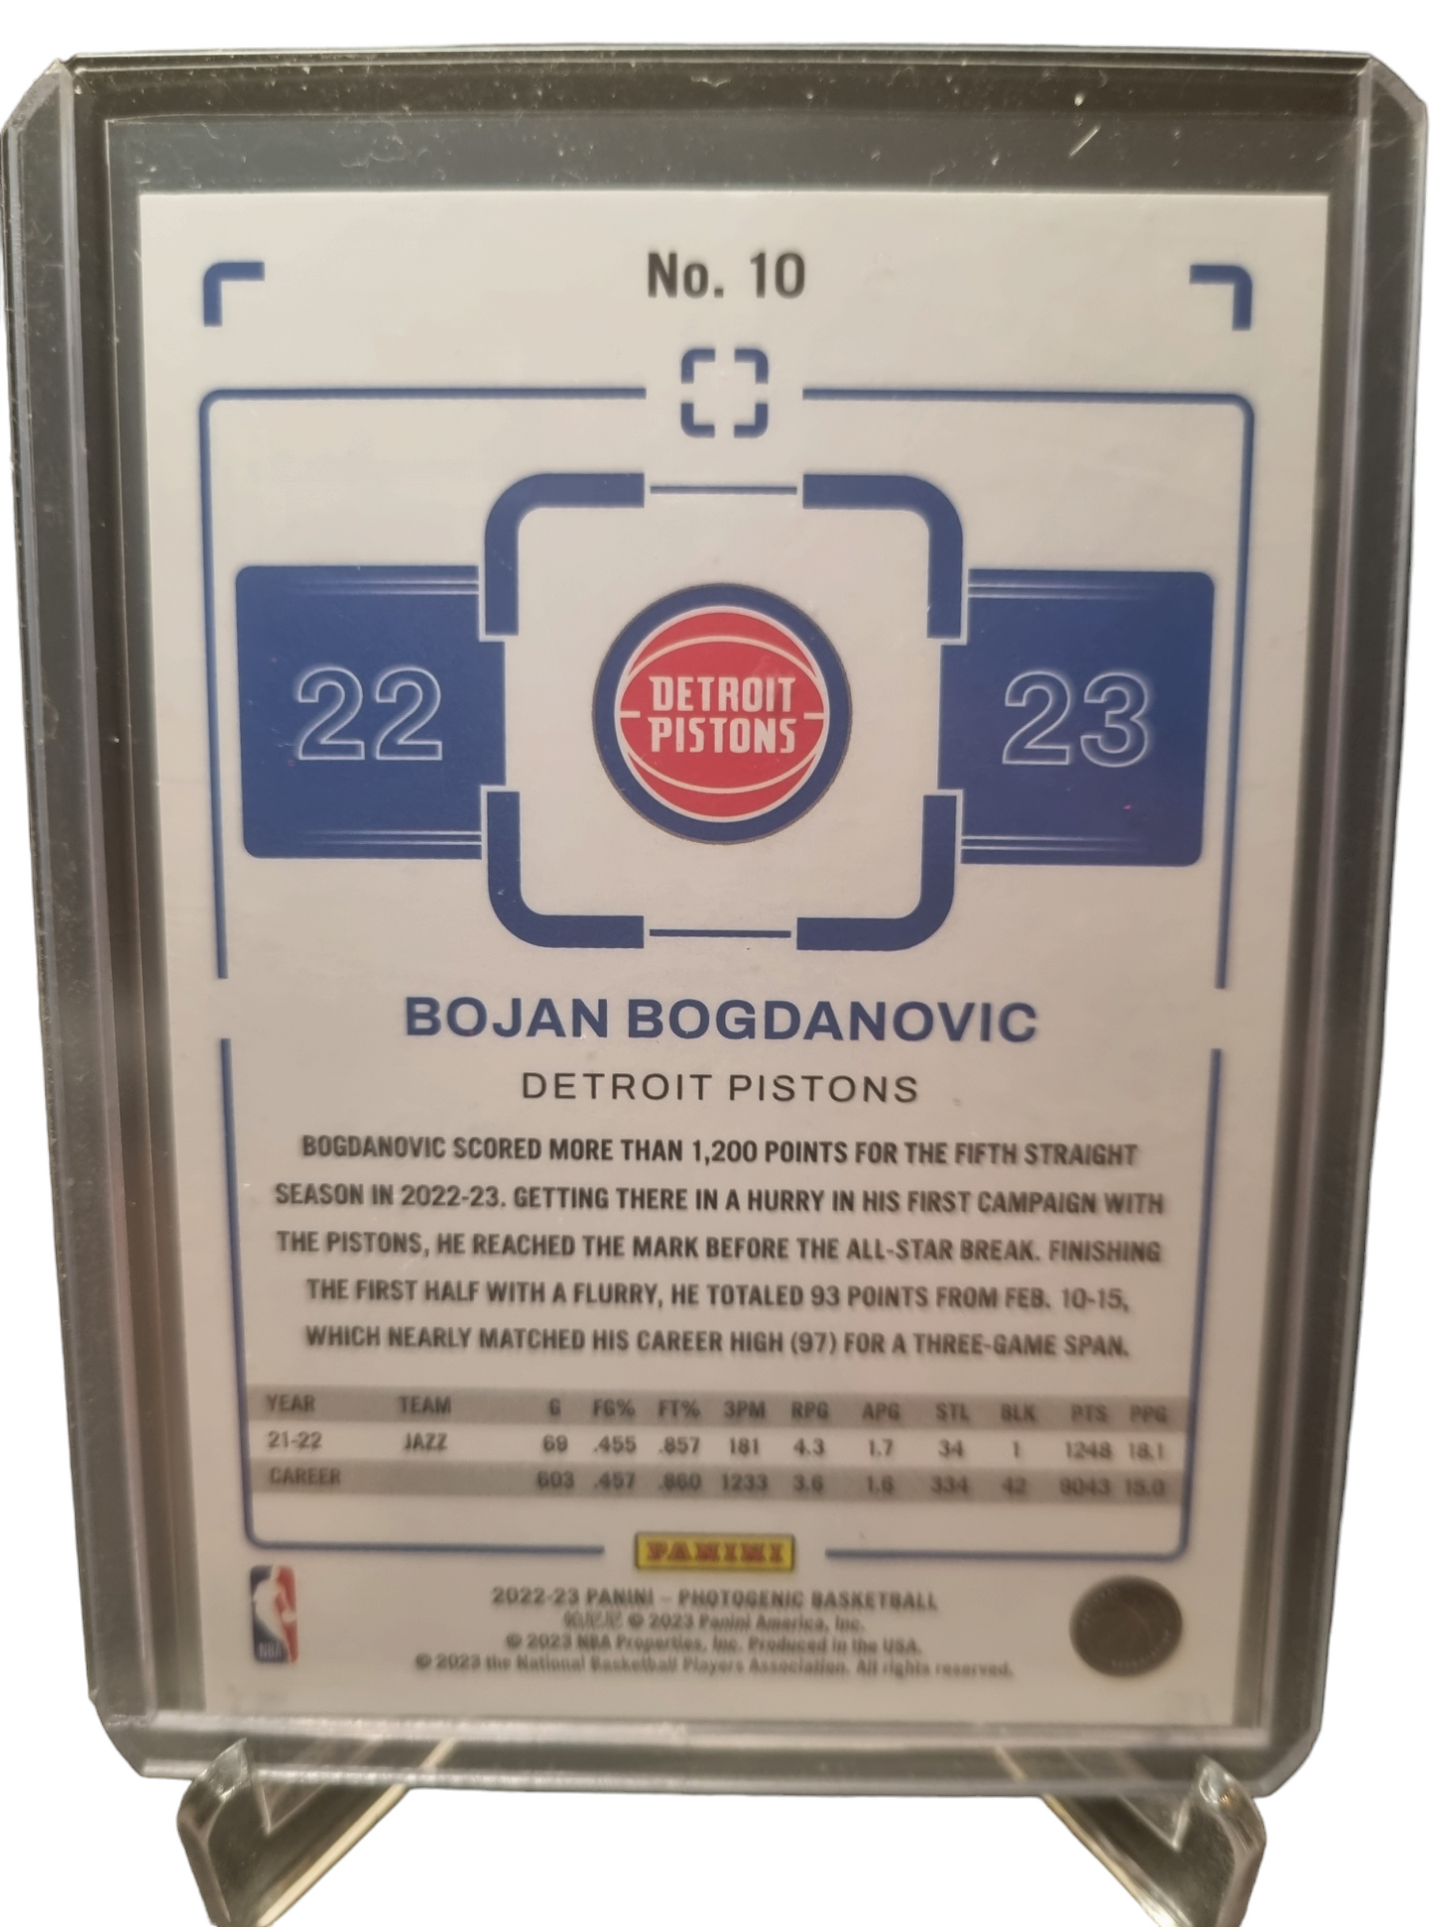 No. 10
22
DETROIT
PISTONS
23
BOJAN BOGDANOVIC
DETROIT PISTONS
BOGDANOVIC SCORED MORE THAN 1,200 POINTS FOR THE FIFTH STRAIGHT
SEASON IN 2022-23. GETTING THERE IN A HURRY IN HIS FIRST CAMPAIGN WITH
THE PISTONS, HE REACHED THE MARK BEFORE THE ALL-STAR BREAK. FINISHING
THE FIRST HALF WITH A FLURRY, HE TOTALED 93 POINTS FROM FEB. 10-15,
WHICH NEARLY MATCHED HIS CAREER HIGH (97) FOR A THREE-GAME SPAN.
YEAR TEAM G FG% FT% 3PM RPG APG STL BLK PTS PPG
21-22 JAZZ 69 .455 .857 181 4.3 1.7 34 1 1248 18.1
CAREER 603 .457 .860 1233 3.6 1.6 334 42 9043 15.0
PANINI
2022-23 PANINI – PHOTOGENIC BASKETBALL
© 2023 Panini America, Inc.
© 2023 NBA Properties, Inc. Produced in the USA.
© 2023 the National Basketball Players Association. All rights reserved.
NBA